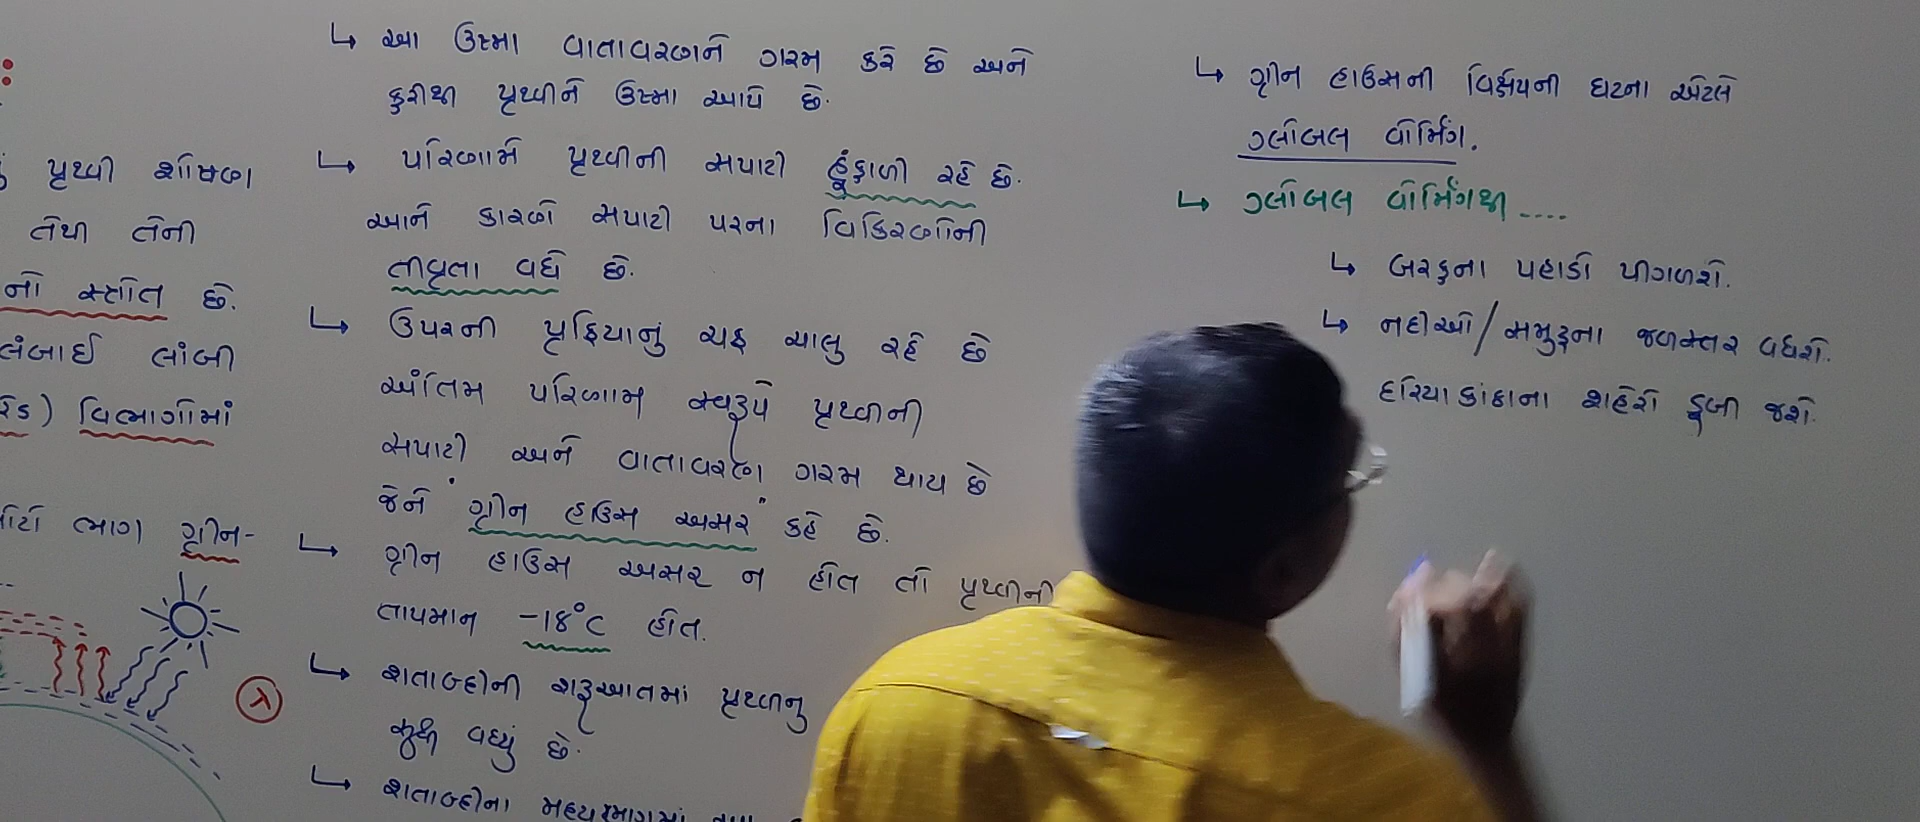 પૃથ્વી શોષણ
તેથી તેની
નો સ્ત્રોત છે.
લંબાઈ લાંબી
રેડ) વિભાગોમાં
મોટો ભાગ ગ્રીન-
λ
↳ આ ઉષ્મા વાતાવરણને ગરમ કરે છે અને
ફરીથી પૃથ્વીને ઉષ્મા આપે છે.
↳ પરિણામે પૃથ્વીની સપાટી હૂંફાળી રહે છે.
આને કારણે સપાટી પરના વિકિરણોની
તીવ્રતા વધે છે.
↳ ઉપરની પ્રક્રિયાનું ચક્ર ચાલુ રહે છે
અંતિમ પરિણામ સ્વરૂપે પૃથ્વીની
સપાટી અને વાતાવરણ ગરમ થાય છે
જેને "ગ્રીન હાઉસ અસર" કહે છે.
↳ ગ્રીન હાઉસ અસર ન હોત તો પૃથ્વીની
તાપમાન -18°C હોત.
↳ શતાબ્દીની શરૂઆતમાં પૃથ્વીનુ
વધ્યું છે.
↳ શતાબ્દીના મધ્યભાગમાં
↳ ગ્રીન હાઉસની વિક્ષેપની ઘટના એટલે
ગ્લોબલ વોર્મિંગ.
↳ ગ્લોબલ વોર્મિંગથી ....
↳ બરફના પહાડો પીગળશે.
↳ નદીઓ/સમુદ્રના જળસ્તર વધશે.
દરિયાકાંઠાના શહેરો ડૂબી જશે.